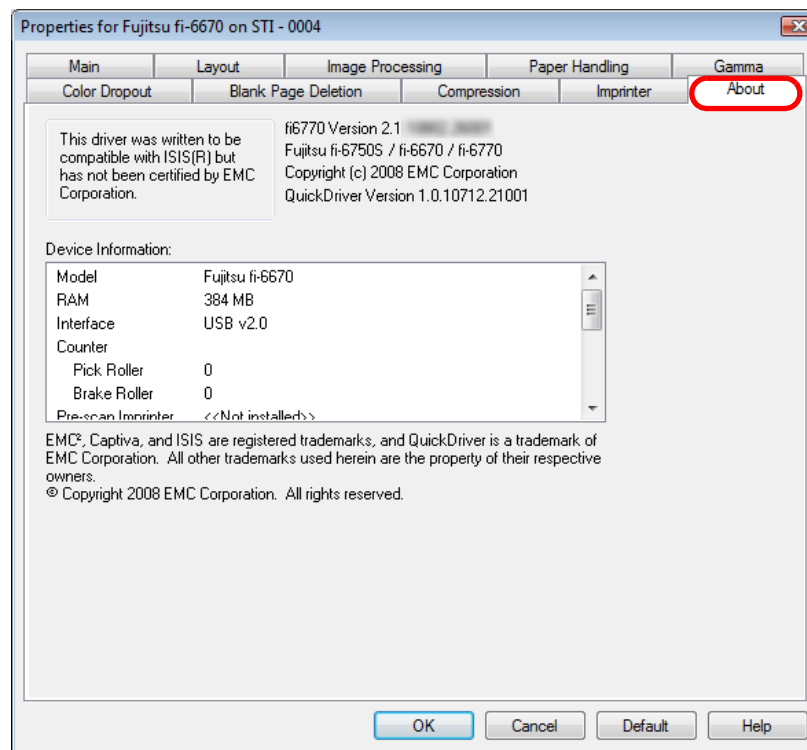 Properties for Fujitsu fi-6670 on STI - 0004
Main Layout Image Processing Paper Handling Gamma
Color Dropout Blank Page Deletion Compression Imprinter About
This driver was written to be
compatible with ISIS(R) but
has not been certified by EMC
Corporation.
fi6770 Version 2.1
Fujitsu fi-6750S / fi-6670 / fi-6770
Copyright (c) 2008 EMC Corporation
QuickDriver Version 1.0.10712.21001
Device Information:
Model Fujitsu fi-6670
RAM 384 MB
Interface USB v2.0
Counter
Pick Roller 0
Brake Roller 0
Pre-scan Imprinter <<Not installed>>
EMC², Captiva, and ISIS are registered trademarks, and QuickDriver is a trademark of
EMC Corporation. All other trademarks used herein are the property of their respective
owners.
© Copyright 2008 EMC Corporation. All rights reserved.
OK Cancel Default Help